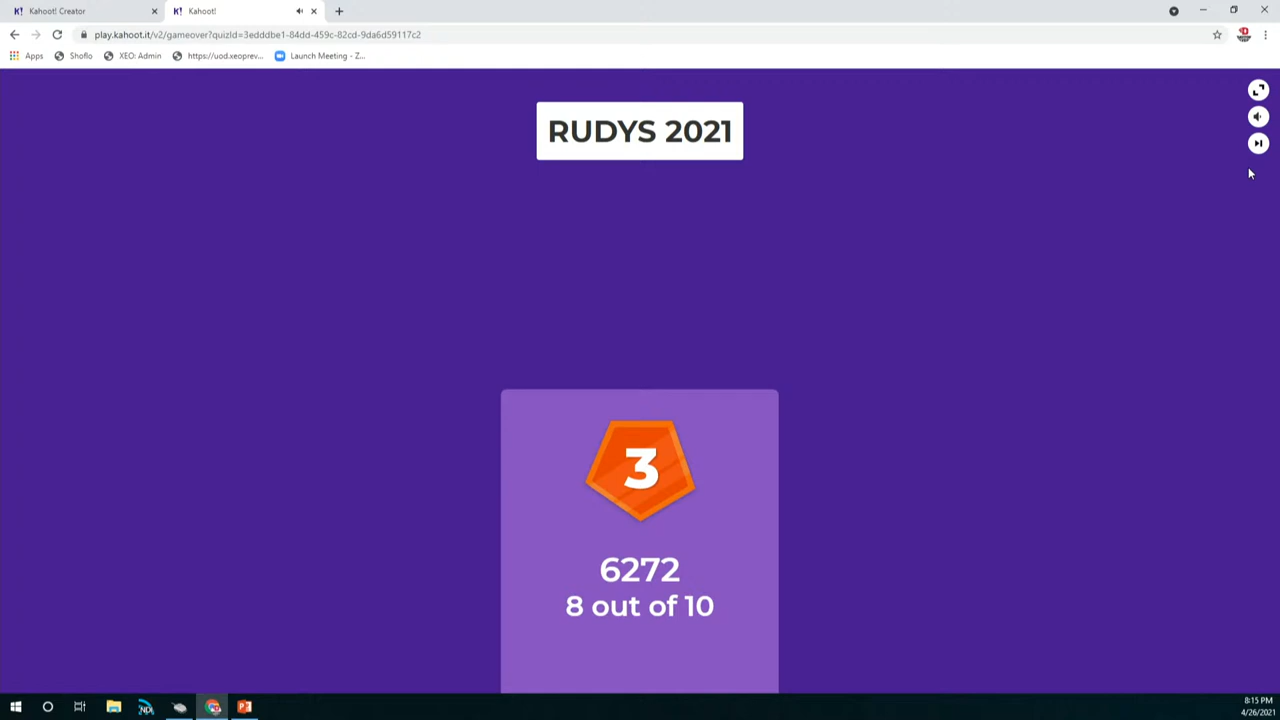 K! Kahoot! Creator
K! Kahoot!
play.kahoot.it/v2/gameover?quizId=3edddbe1-84dd-459c-82cd-9da6d59117c2
Apps
Shoflo
XEO: Admin
https://uod.xeoprev...
Launch Meeting - Z...
RUDYS 2021
3
6272
8 out of 10
NDI
8:15 PM
4/26/2021